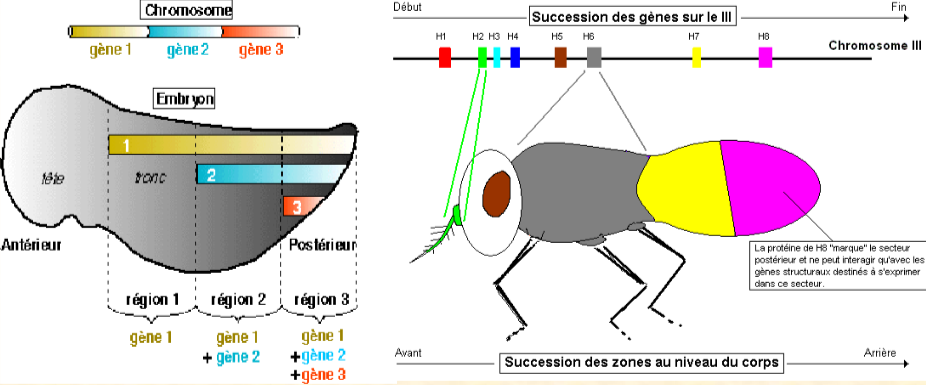 Chromosome
gène 1 gène 2 gène 3
Embryon
1
2
3
tête tronc
Antérieur Postérieur
région 1 région 2 région 3
gène 1 gène 1 gène 1
+ gène 2 +gène 2
+gène 3
Début Fin
Succession des gènes sur le III
H1 H2 H3 H4 H5 H6 H7 H8
Chromosome III
La protéine de H8 "marque" le secteur
postérieur et ne peut interagir qu'avec les
gènes structuraux destinés à s'exprimer
dans ce secteur.
Avant Arrière
Succession des zones au niveau du corps